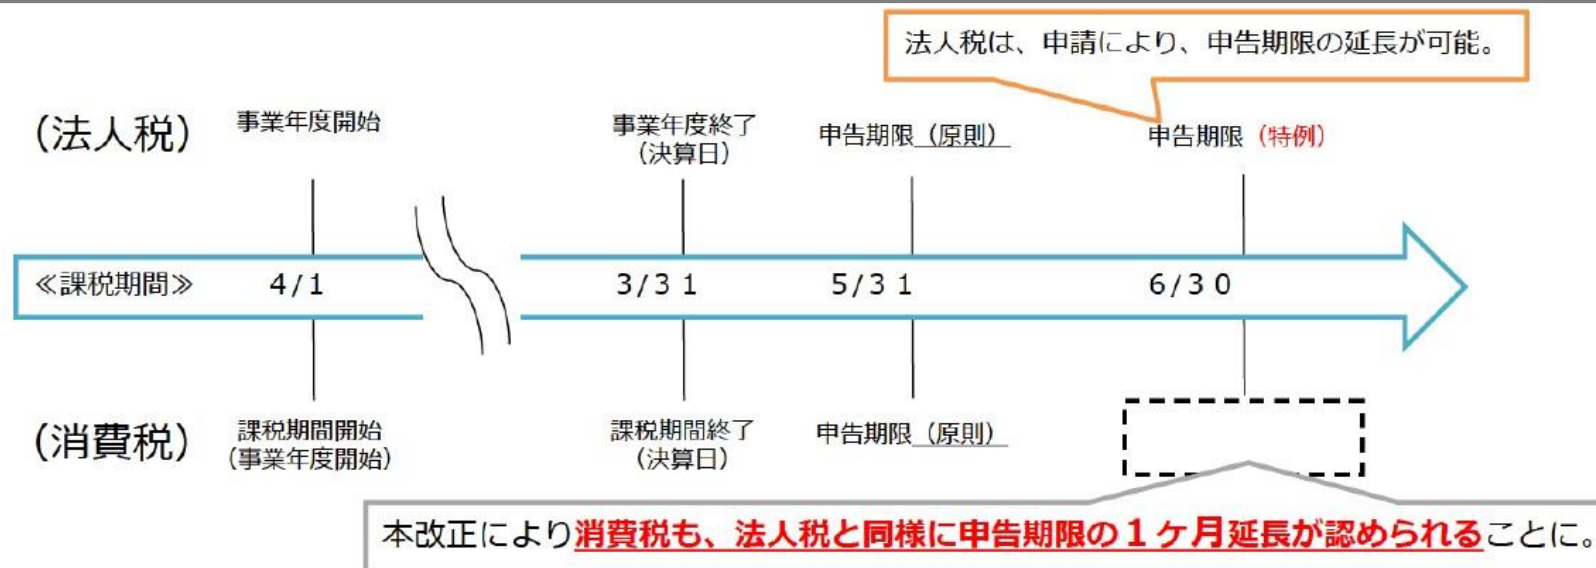 法人税は、申請により、申告期限の延長が可能。
（法人税）
事業年度開始
事業年度終了
（決算日）
申告期限（原則）
申告期限（特例）
≪課税期間≫
4/1
3/31
5/31
6/30
（消費税）
課税期間開始
（事業年度開始）
課税期間終了
（決算日）
申告期限（原則）
本改正により消費税も、法人税と同様に申告期限の１ケ月延長が認められることに。